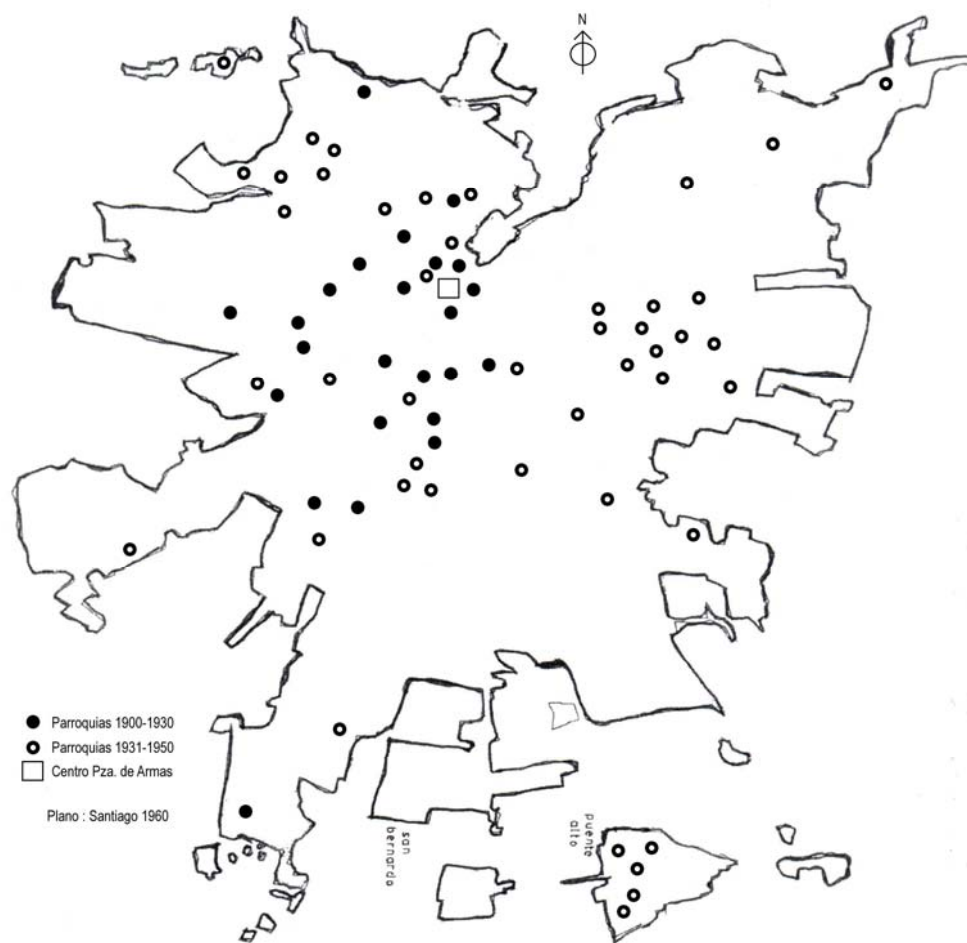 N
Parroquias 1900-1930
Parroquias 1931-1950
Centro Pza. de Armas
Plano : Santiago 1960
san
bernardo
puente
alto